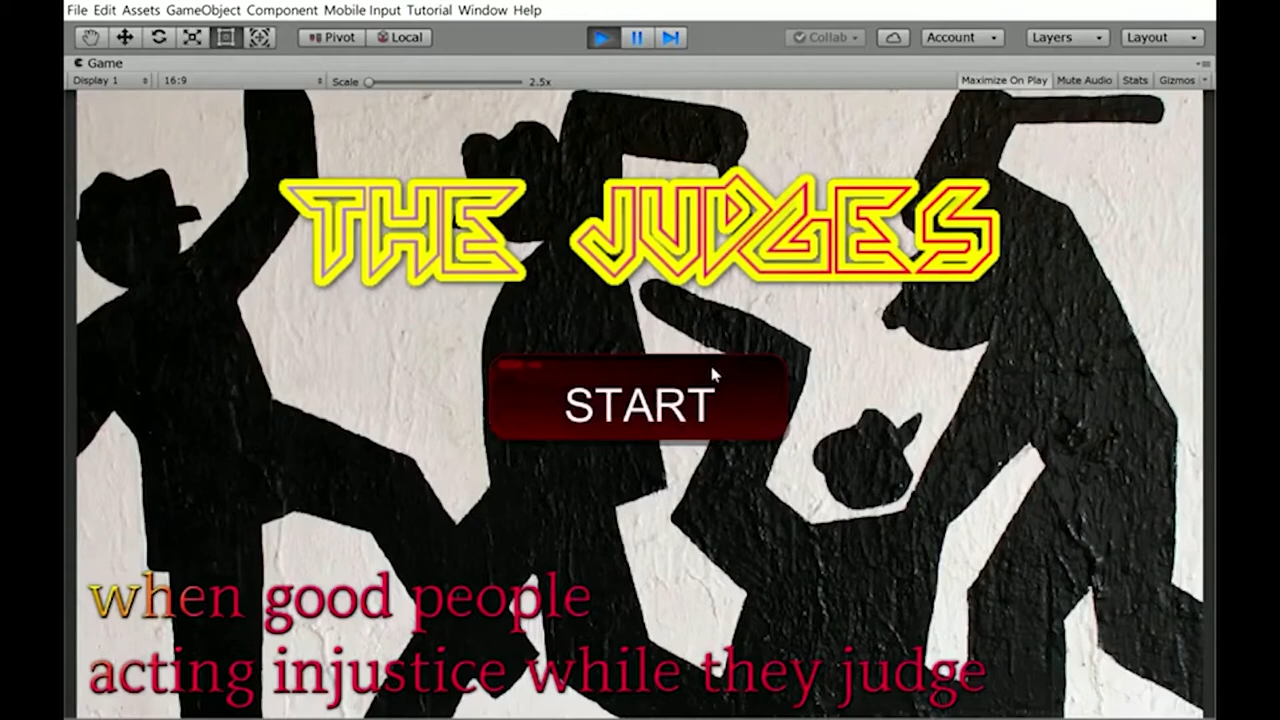 File Edit Assets GameObject Component Mobile Input Tutorial Window Help
Pivot Local Collab Account Layers Layout
Game
Display 1 16:9 Scale 2.5x Maximize On Play Mute Audio Stats Gizmos
THE JUDGES
START
when good people
acting injustice while they judge